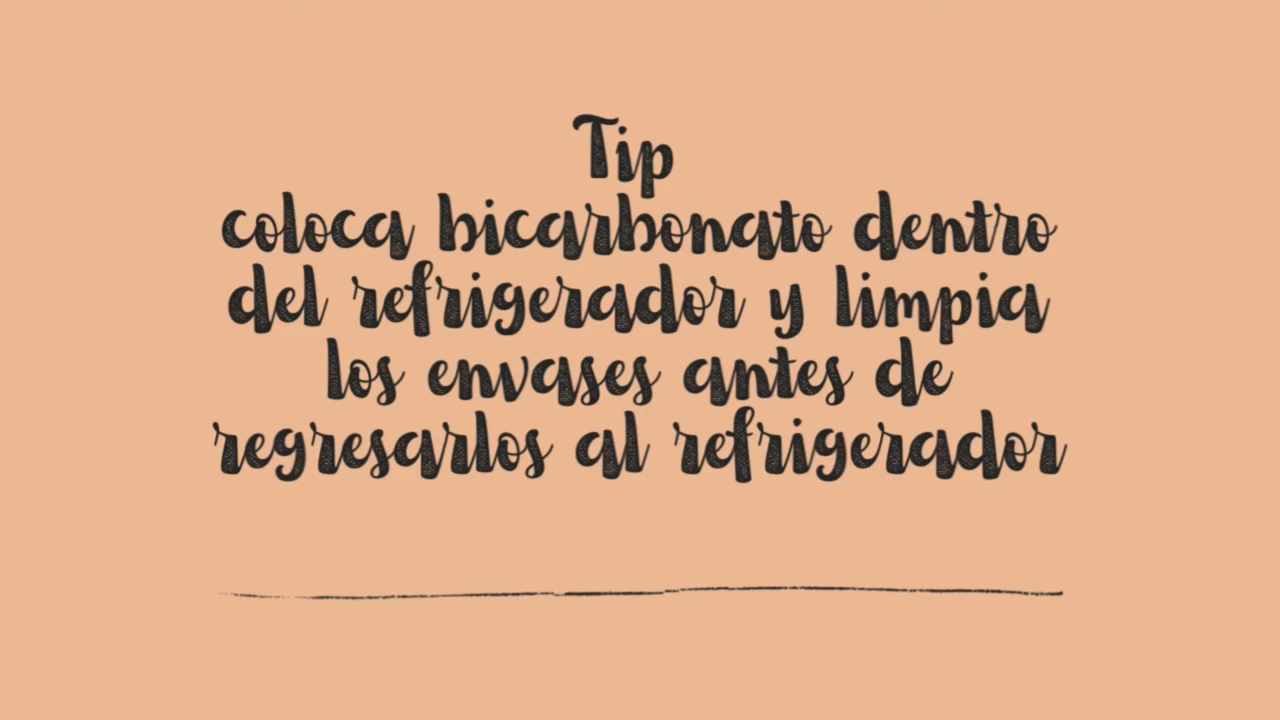 Tip
coloca bicarbonato dentro
del refrigerador y limpia
los envases antes de
regresarlos al refrigerador